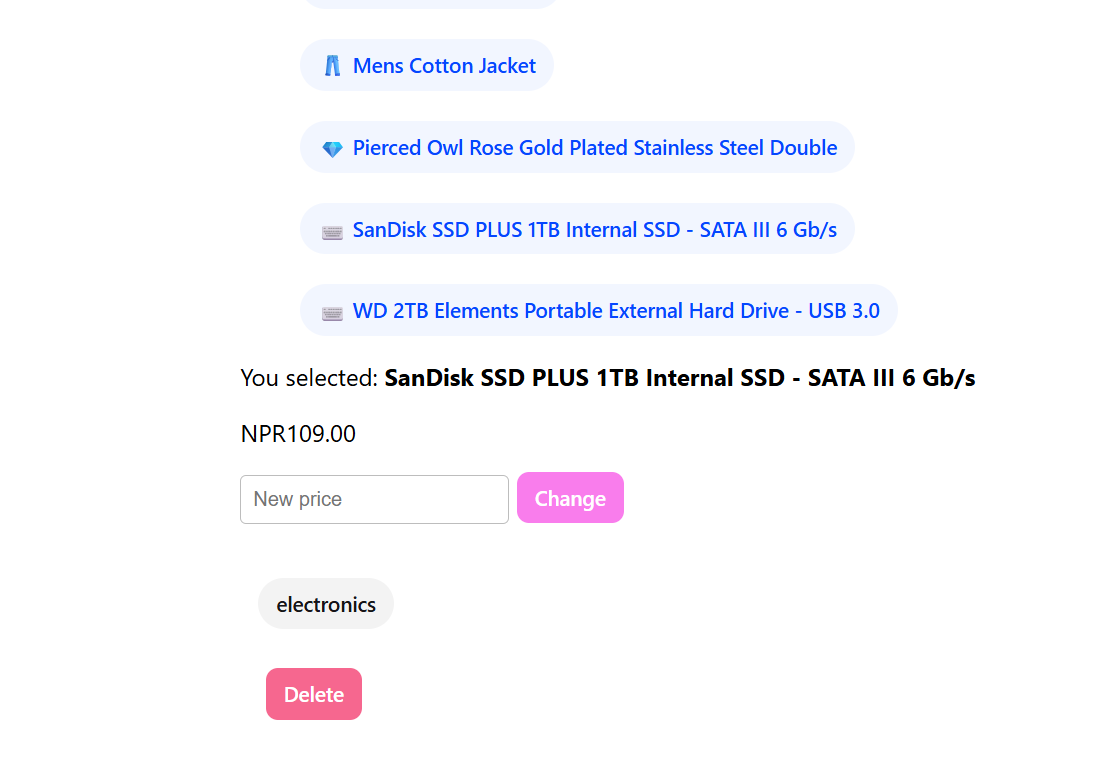 Mens Cotton Jacket
Pierced Owl Rose Gold Plated Stainless Steel Double
SanDisk SSD PLUS 1TB Internal SSD - SATA III 6 Gb/s
WD 2TB Elements Portable External Hard Drive - USB 3.0
You selected: SanDisk SSD PLUS 1TB Internal SSD - SATA III 6 Gb/s
NPR109.00
New price Change
electronics
Delete